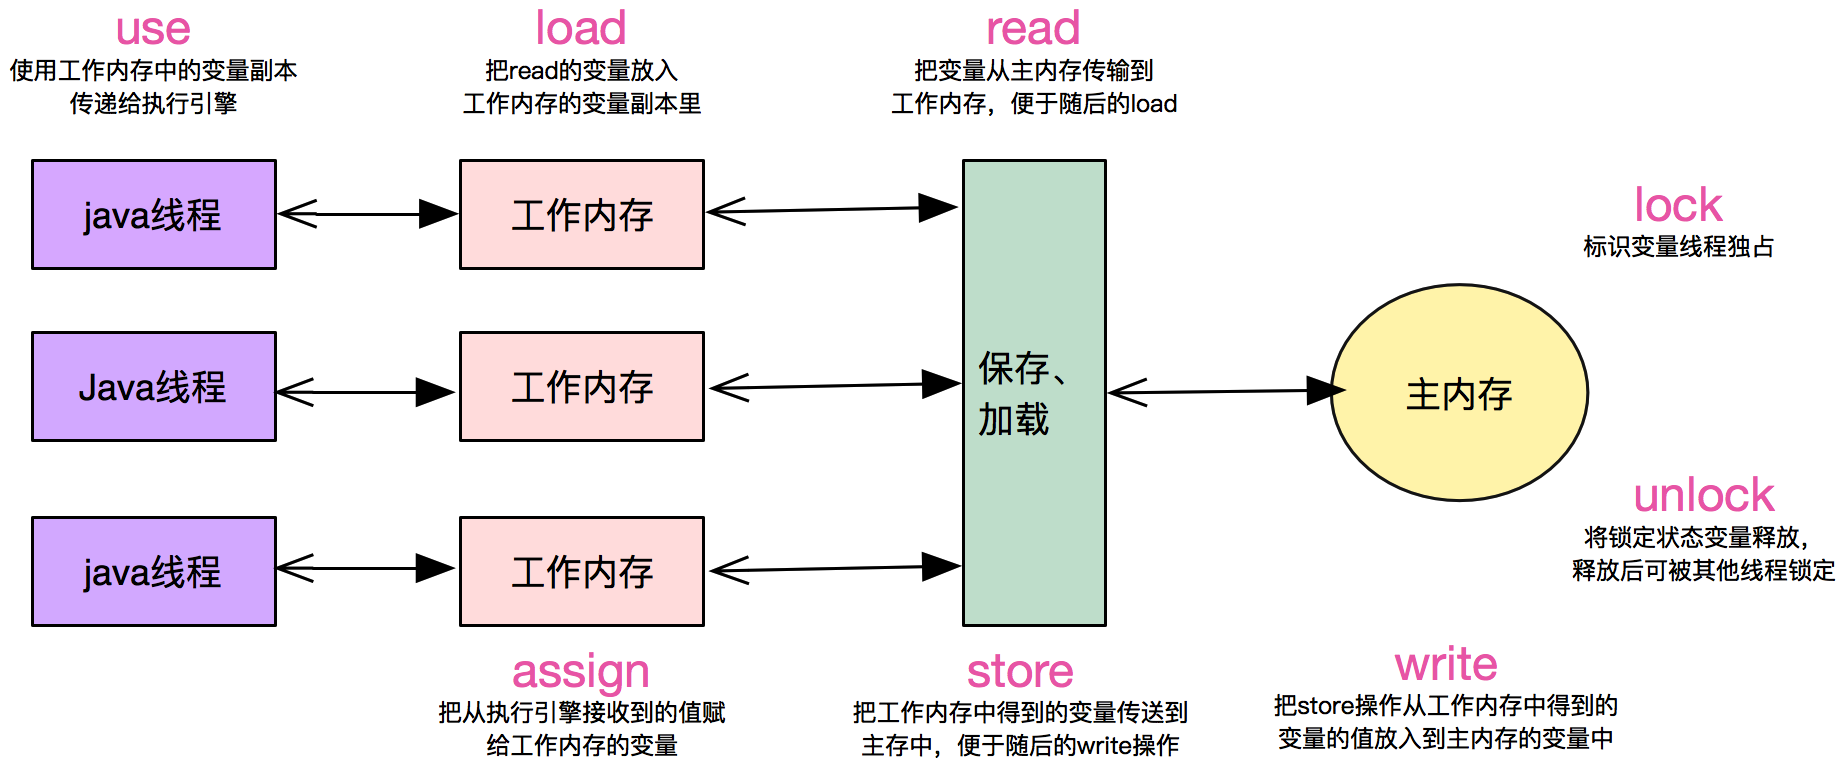 use
使用工作内存中的变量副本
传递给执行引擎
load
把read的变量放入
工作内存的变量副本里
read
把变量从主内存传输到
工作内存，便于随后的load
java线程
工作内存
lock
标识变量线程独占
Java线程
工作内存
保存、
加载
主内存
java线程
工作内存
unlock
将锁定状态变量释放，
释放后可被其他线程锁定
assign
把从执行引擎接收到的值赋
给工作内存的变量
store
把工作内存中得到的变量传送到
主存中，便于随后的write操作
write
把store操作从工作内存中得到的
变量的值放入到主内存的变量中